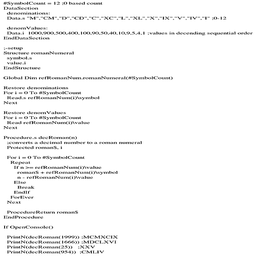 #SymbolCount = 12 ;0 based count
DataSection
denominations:
Data.s "M","CM","D","CD","C","XC","L","XL","X","IX","V","IV","I" ;0-12
denomValues:
Data.i 1000,900,500,400,100,90,50,40,10,9,5,4,1 ;values in decending sequential order
EndDataSection
;-setup
Structure romanNumeral
symbol.s
value.i
EndStructure
Global Dim refRomanNum.romanNumeral(#SymbolCount)
Restore denominations
For i = 0 To #SymbolCount
Read.s refRomanNum(i)\symbol
Next
Restore denomValues
For i = 0 To #SymbolCount
Read refRomanNum(i)\value
Next
Procedure.s decRoman(n)
;converts a decimal number to a roman numeral
Protected roman$, i
For i = 0 To #SymbolCount
Repeat
If n >= refRomanNum(i)\value
roman$ + refRomanNum(i)\symbol
n - refRomanNum(i)\value
Else
Break
EndIf
ForEver
Next
ProcedureReturn roman$
EndProcedure
If OpenConsole()
PrintN(decRoman(1999)) ;MCMXCIX
PrintN(decRoman(1666)) ;MDCLXVI
PrintN(decRoman(25)) ;XXV
PrintN(decRoman(954)) ;CMLIV